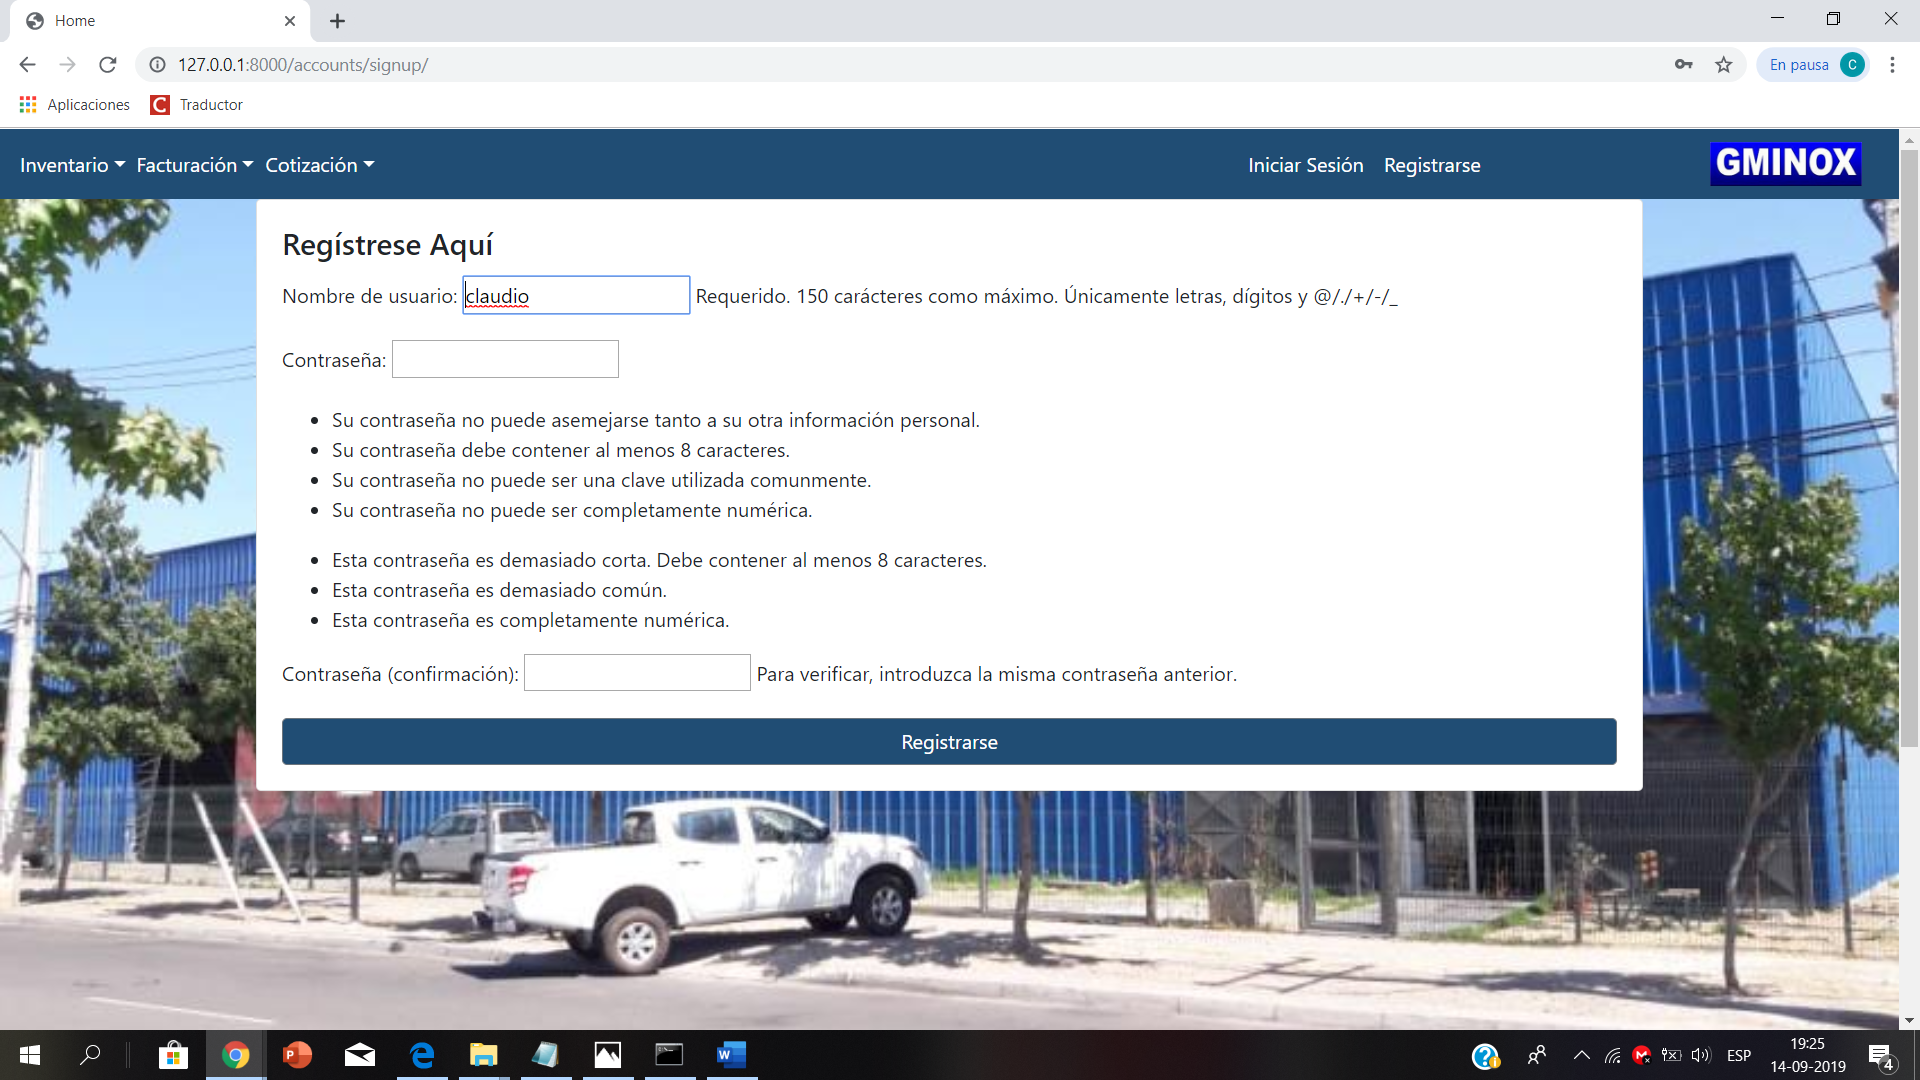 Home
127.0.0.1:8000/accounts/signup/
En pausa C
Aplicaciones Traductor
Inventario Facturación Cotización Iniciar Sesión Registrarse GMINOX
Regístrese Aquí
Nombre de usuario: claudio Requerido. 150 carácteres como máximo. Únicamente letras, dígitos y @/./+/-/_
Contraseña:
Su contraseña no puede asemejarse tanto a su otra información personal.
Su contraseña debe contener al menos 8 caracteres.
Su contraseña no puede ser una clave utilizada comunmente.
Su contraseña no puede ser completamente numérica.
Esta contraseña es demasiado corta. Debe contener al menos 8 caracteres.
Esta contraseña es demasiado común.
Esta contraseña es completamente numérica.
Contraseña (confirmación): Para verificar, introduzca la misma contraseña anterior.
Registrarse
ESP
19:25
14-09-2019
4